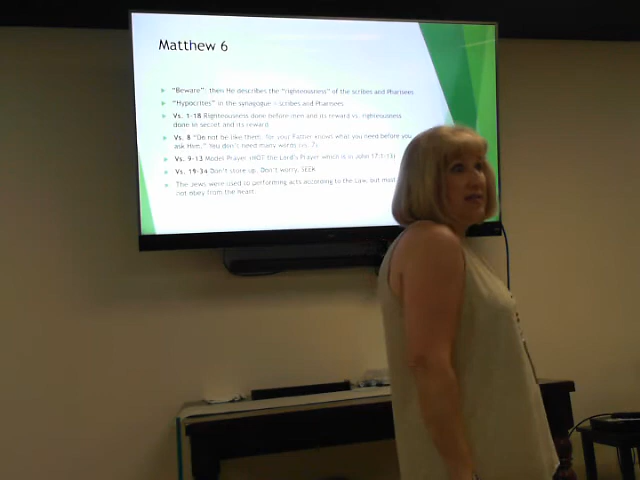 Matthew 6
"Beware" then He describes the "righteousness" of the scribes and Pharisees
"Hypocrites" in the synagogue = scribes and Pharisees
Vs. 1-18 Righteousness done before men and its reward vs. righteousness
done in secret and its reward.
Vs. 8 "Do not be like them, for your Father knows what you need before you
ask Him." You don't need many words (vs. 7).
Vs. 9-13 Model Prayer (NOT the Lord's Prayer which is in John 17:1-13)
Vs. 19-34 Don't store up. Don't worry. SEEK
The Jews were used to performing acts according to the Law, but must
not obey from the heart.